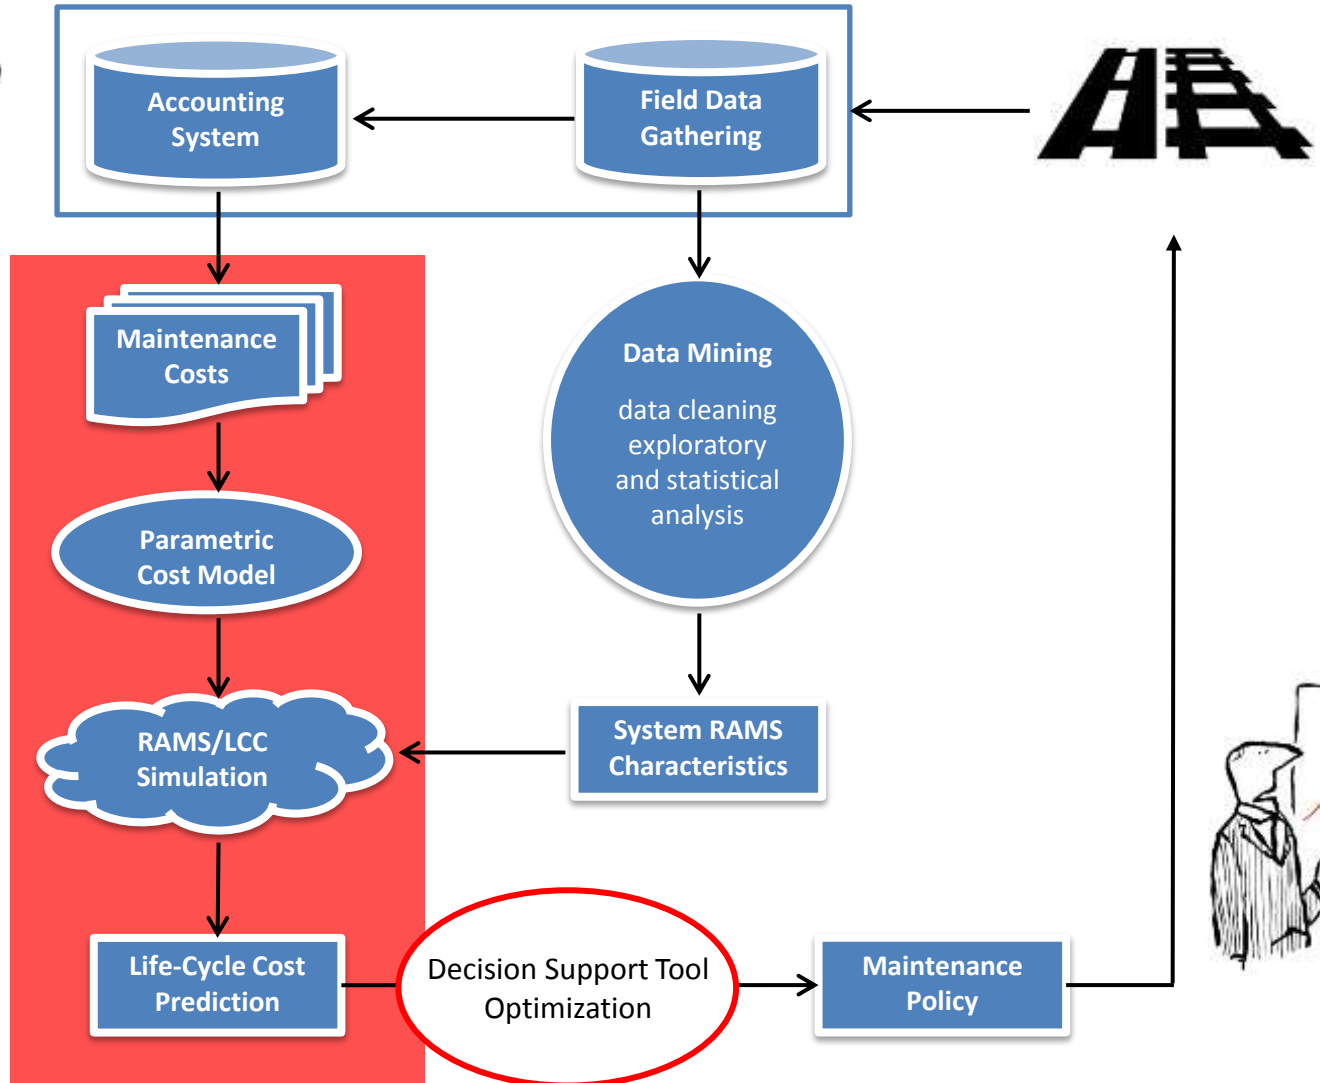 Accounting
System
Field Data
Gathering
Maintenance
Costs
Data Mining
data cleaning
exploratory
and statistical
analysis
Parametric
Cost Model
RAMS/LCC
Simulation
System RAMS
Characteristics
Life-Cycle Cost
Prediction
Decision Support Tool
Optimization
Maintenance
Policy